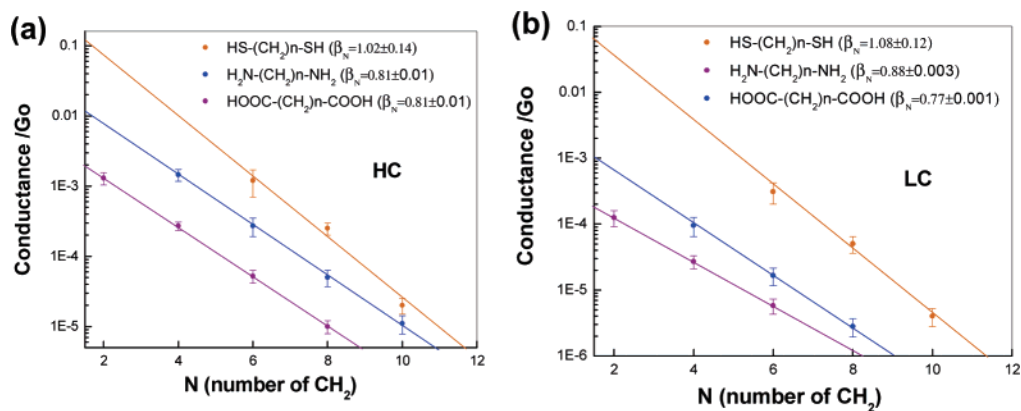 (a)
HS-(CH2)n-SH (βN=1.02±0.14)
H2N-(CH2)n-NH2 (βN=0.81±0.01)
HOOC-(CH2)n-COOH (βN=0.81±0.01)
HC
Conductance /Go
0.1
0.01
1E-3
1E-4
1E-5
2 4 6 8 10 12
N (number of CH2)
(b)
HS-(CH2)n-SH (βN=1.08±0.12)
H2N-(CH2)n-NH2 (βN=0.88±0.003)
HOOC-(CH2)n-COOH (βN=0.77±0.001)
LC
Conductance /Go
0.1
0.01
1E-3
1E-4
1E-5
1E-6
2 4 6 8 10 12
N (number of CH2)